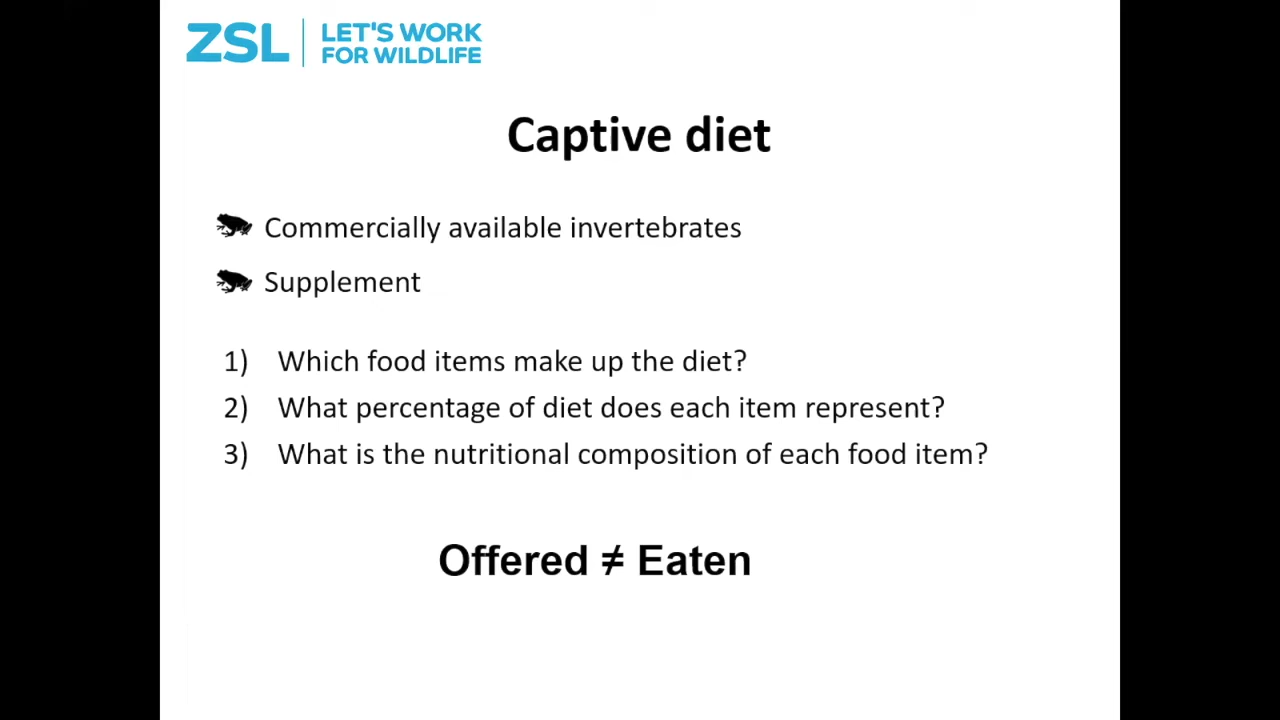 ZSL
LET'S WORK
FOR WILDLIFE
Captive diet
Commercially available invertebrates
Supplement
1) Which food items make up the diet?
2) What percentage of diet does each item represent?
3) What is the nutritional composition of each food item?
Offered ≠ Eaten